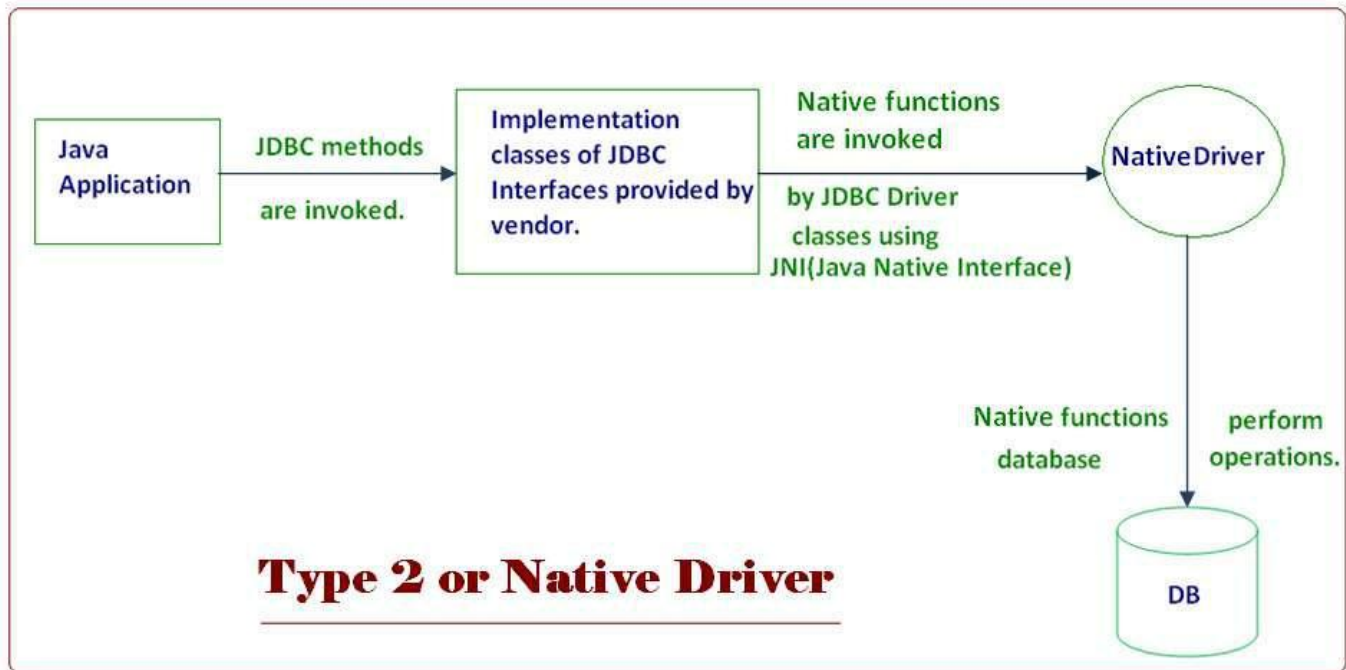 Java
Application
JDBC methods
are invoked.
Implementation
classes of JDBC
Interfaces provided by
vendor.
Native functions
are invoked
by JDBC Driver
classes using
JNI(Java Native Interface)
NativeDriver
Native functions perform
database operations.
DB
Type 2 or Native Driver